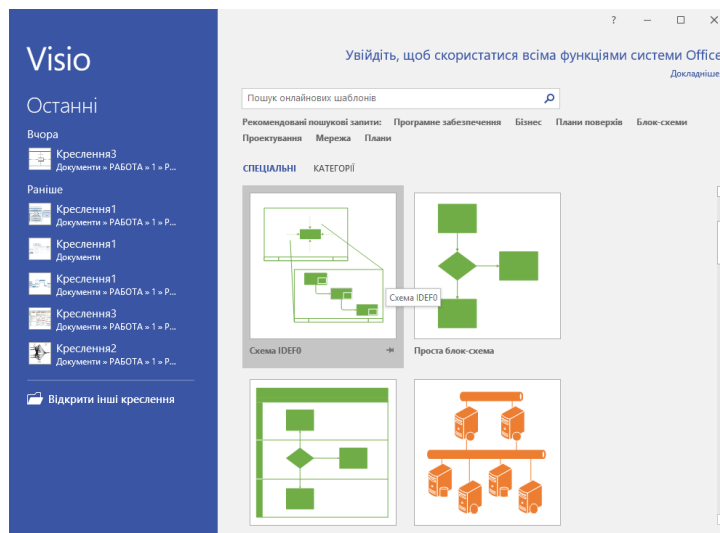 ?
Visio
Увійдіть, щоб скористатися всіма функціями системи Office
Докладніше
Останні
Вчора
Креслення3
Документи » РАБОТА » 1 » Р...
Раніше
Креслення1
Документи » РАБОТА » 1 » Р...
Креслення1
Документи
Креслення1
Документи » РАБОТА » 1 » Р...
Креслення3
Документи » РАБОТА » 1 » Р...
Креслення2
Документи » РАБОТА » 1 » Р...
Відкрити інші креслення
Пошук онлайнових шаблонів
Рекомендовані пошукові запити: Програмне забезпечення Бізнес Плани поверхів Блок-схеми
Проектування Мережа Плани
СПЕЦІАЛЬНІ КАТЕГОРІЇ
Схема IDEF0
Схема IDEF0
Проста блок-схема